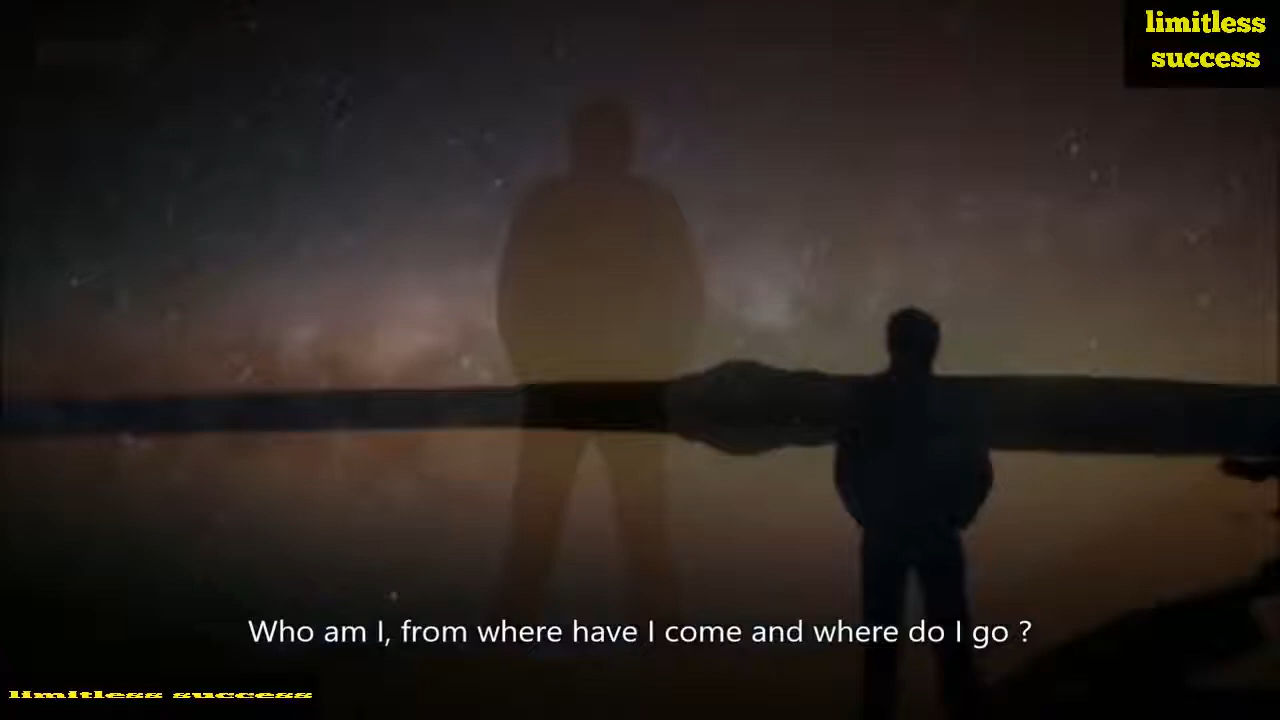 limitless
success
Who am I, from where have I come and where do I go ?
limitless success